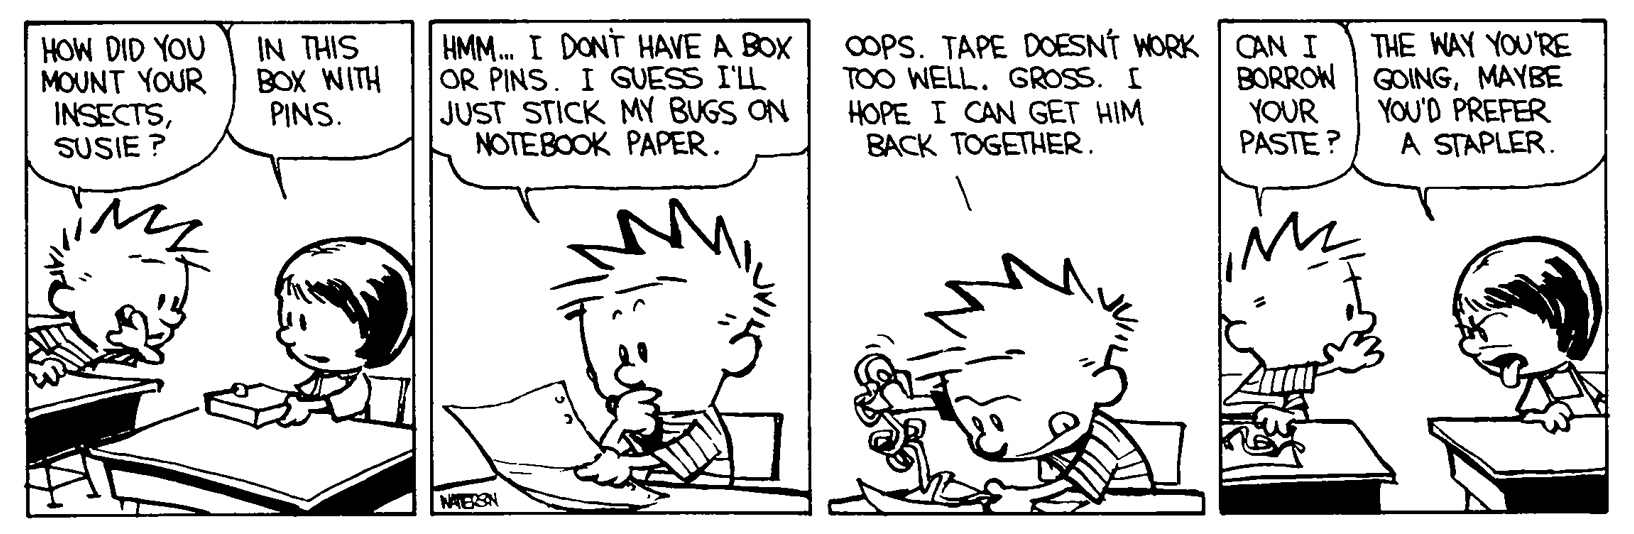 HOW DID YOU
MOUNT YOUR
INSECTS,
SUSIE?
IN THIS
BOX WITH
PINS.
HMM... I DON'T HAVE A BOX
OR PINS. I GUESS I'LL
JUST STICK MY BUGS ON
NOTEBOOK PAPER.
WATTERSON
OOPS. TAPE DOESN'T WORK
TOO WELL. GROSS. I
HOPE I CAN GET HIM
BACK TOGETHER.
CAN I
BORROW
YOUR
PASTE?
THE WAY YOU'RE
GOING, MAYBE
YOU'D PREFER
A STAPLER.